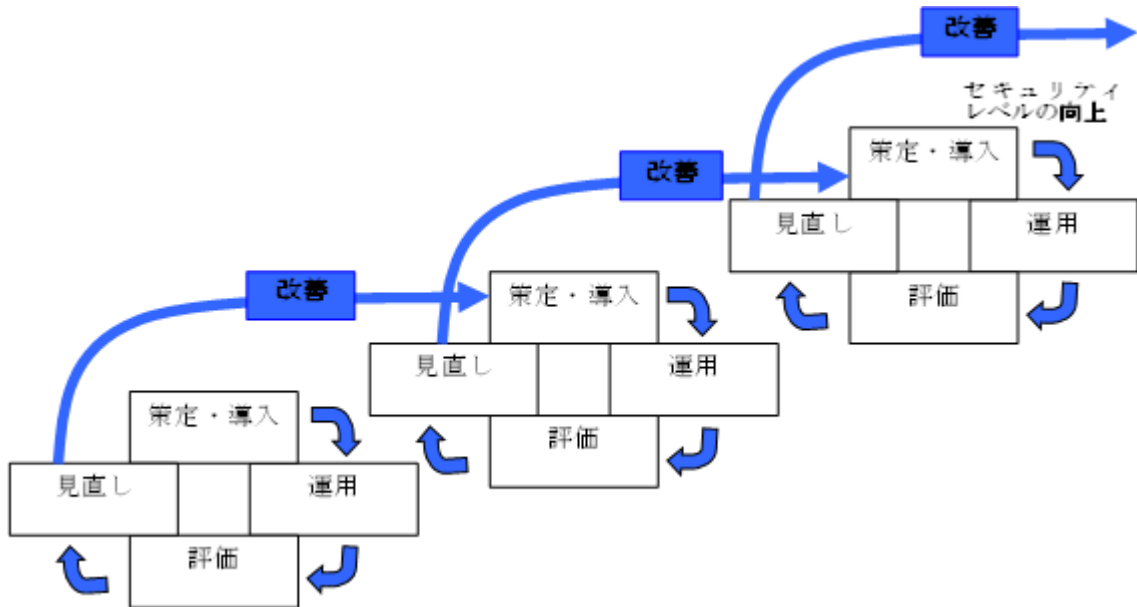 改善
セキュリティ
レベルの向上
策定・導入
改善
見直し
運用
評価
改善
策定・導入
見直し
運用
評価
策定・導入
見直し
運用
評価